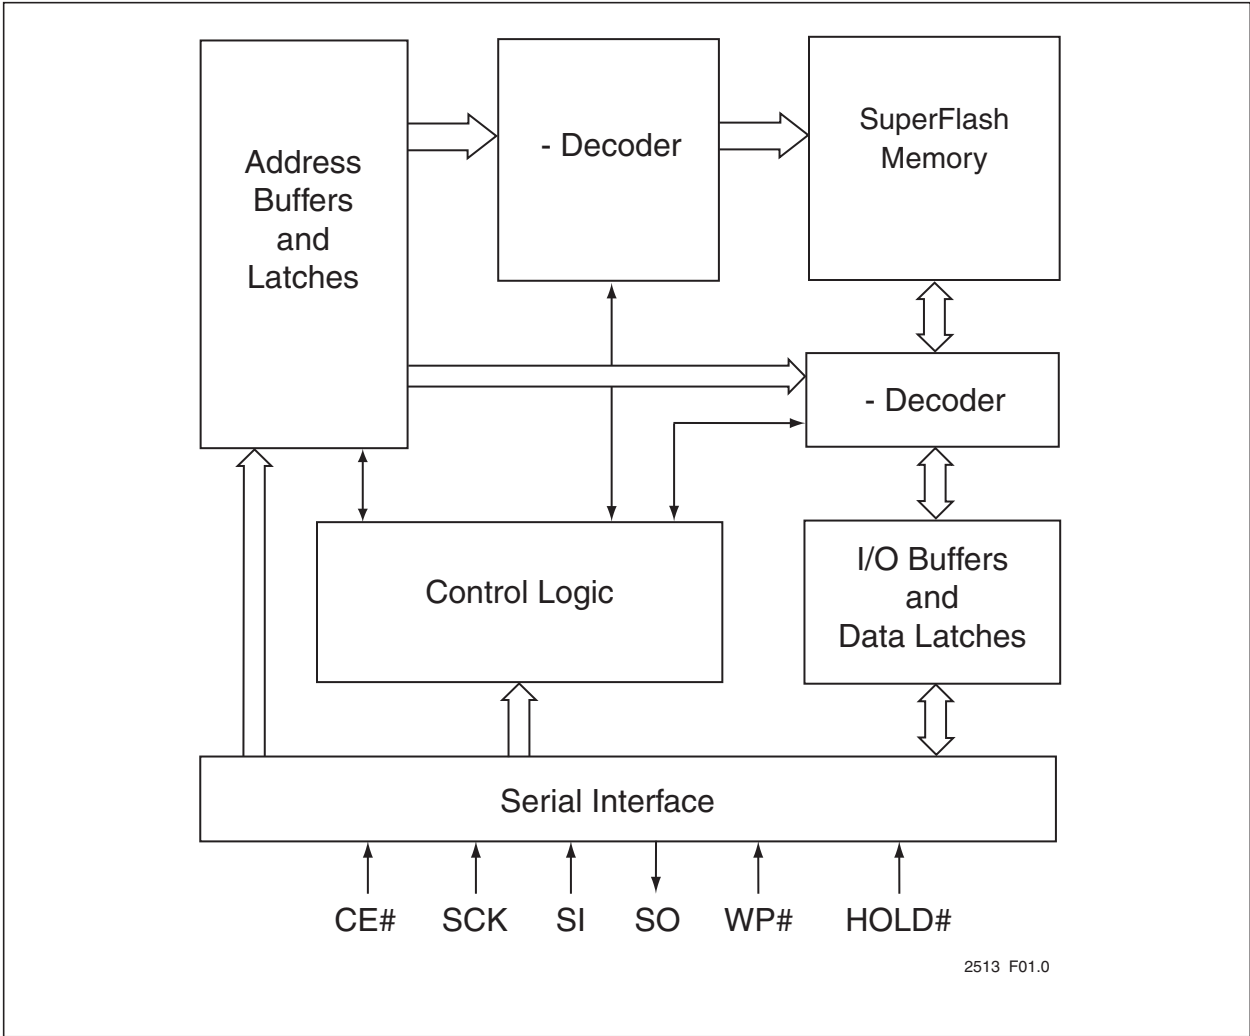 Address
Buffers
and
Latches
- Decoder
SuperFlash
Memory
- Decoder
Control Logic
I/O Buffers
and
Data Latches
Serial Interface
CE# SCK SI SO WP# HOLD#
2513 F01.0